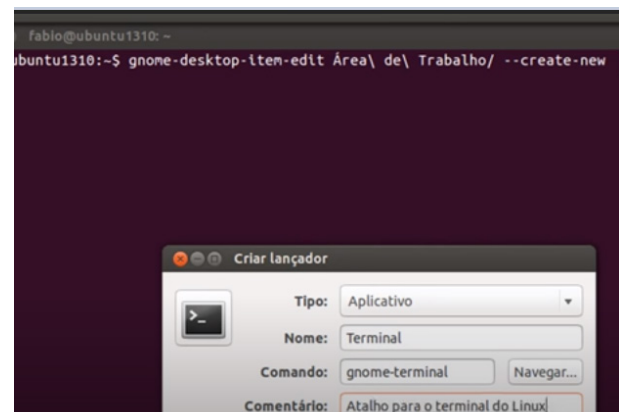 fabio@ubuntu1310: ~
ubuntu1310:~$ gnome-desktop-item-edit Área\ de\ Trabalho/ --create-new
Criar lançador
>_
Tipo: Aplicativo
Nome: Terminal
Comando: gnome-terminal Navegar...
Comentário: Atalho para o terminal do Linux